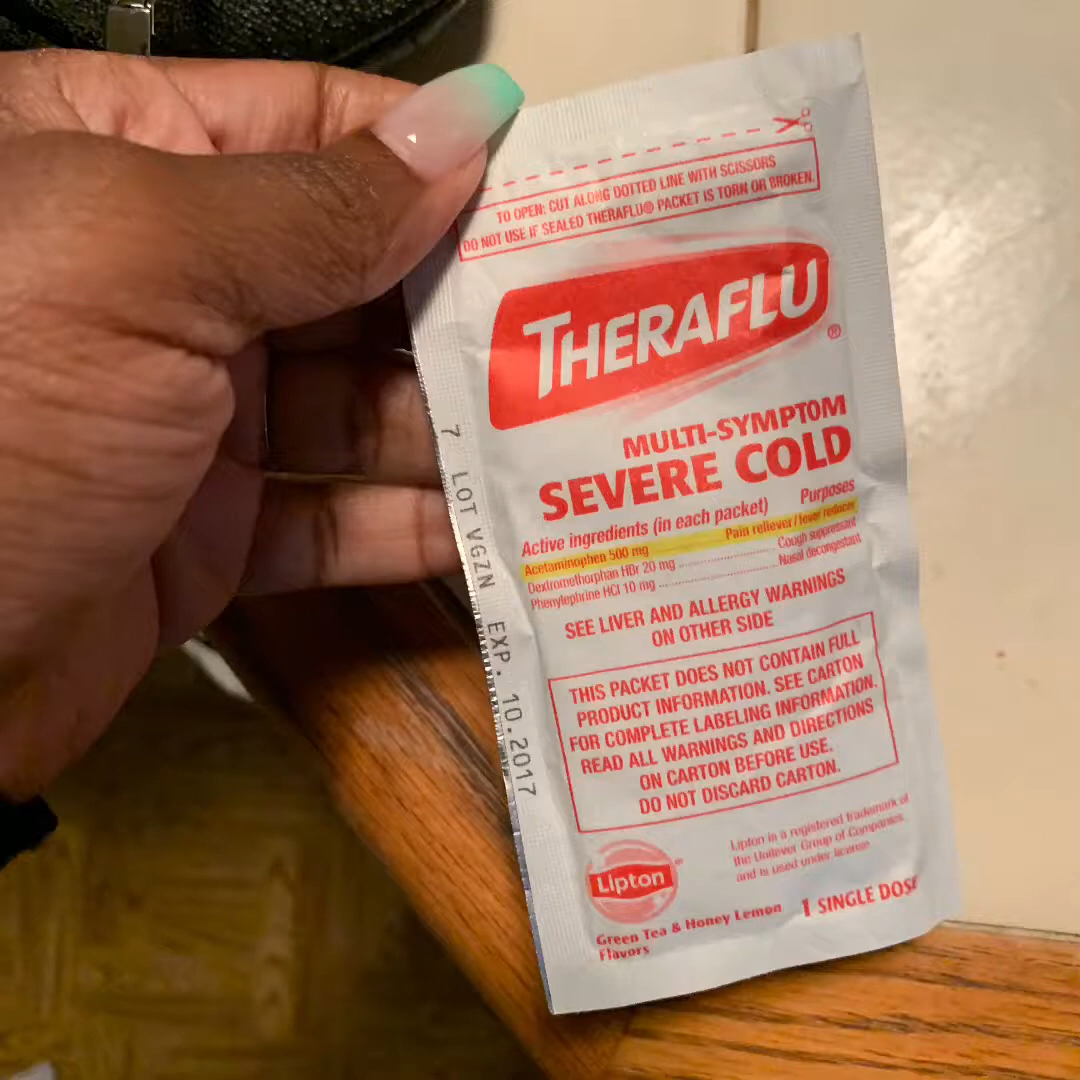 TO OPEN: CUT ALONG DOTTED LINE WITH SCISSORS
DO NOT USE IF SEALED THERAFLU® PACKET IS TORN OR BROKEN.
THERAFLU®
MULTI-SYMPTOM
SEVERE COLD
Active ingredients (in each packet) Purposes
Acetaminophen 500 mg Pain reliever/fever reducer
Dextromethorphan HBr 20 mg ........................ Cough suppressant
Phenylephrine HCl 10 mg ........................ Nasal decongestant
SEE LIVER AND ALLERGY WARNINGS
ON OTHER SIDE
THIS PACKET DOES NOT CONTAIN FULL
PRODUCT INFORMATION. SEE CARTON
FOR COMPLETE LABELING INFORMATION.
READ ALL WARNINGS AND DIRECTIONS
ON CARTON BEFORE USE.
DO NOT DISCARD CARTON.
Lipton®
Lipton is a registered trademark of
the Unilever Group of Companies
and is used under license
Green Tea & Honey Lemon
Flavors
1 SINGLE DOSE
7 LOT VGZN EXP. 10.2017